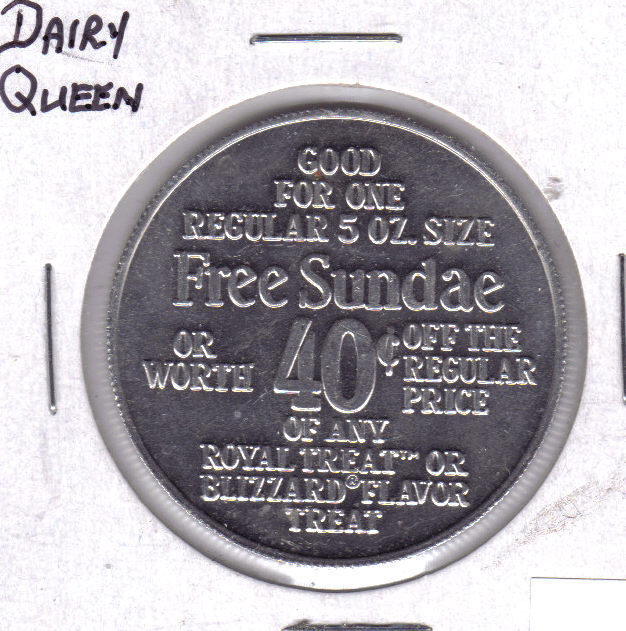 DAIRY
QUEEN
GOOD
FOR ONE
REGULAR 5 OZ. SIZE
Free Sundae
OR
WORTH
40¢
OFF THE
REGULAR
PRICE
OF ANY
ROYAL TREAT™ OR
BLIZZARD® FLAVOR
TREAT